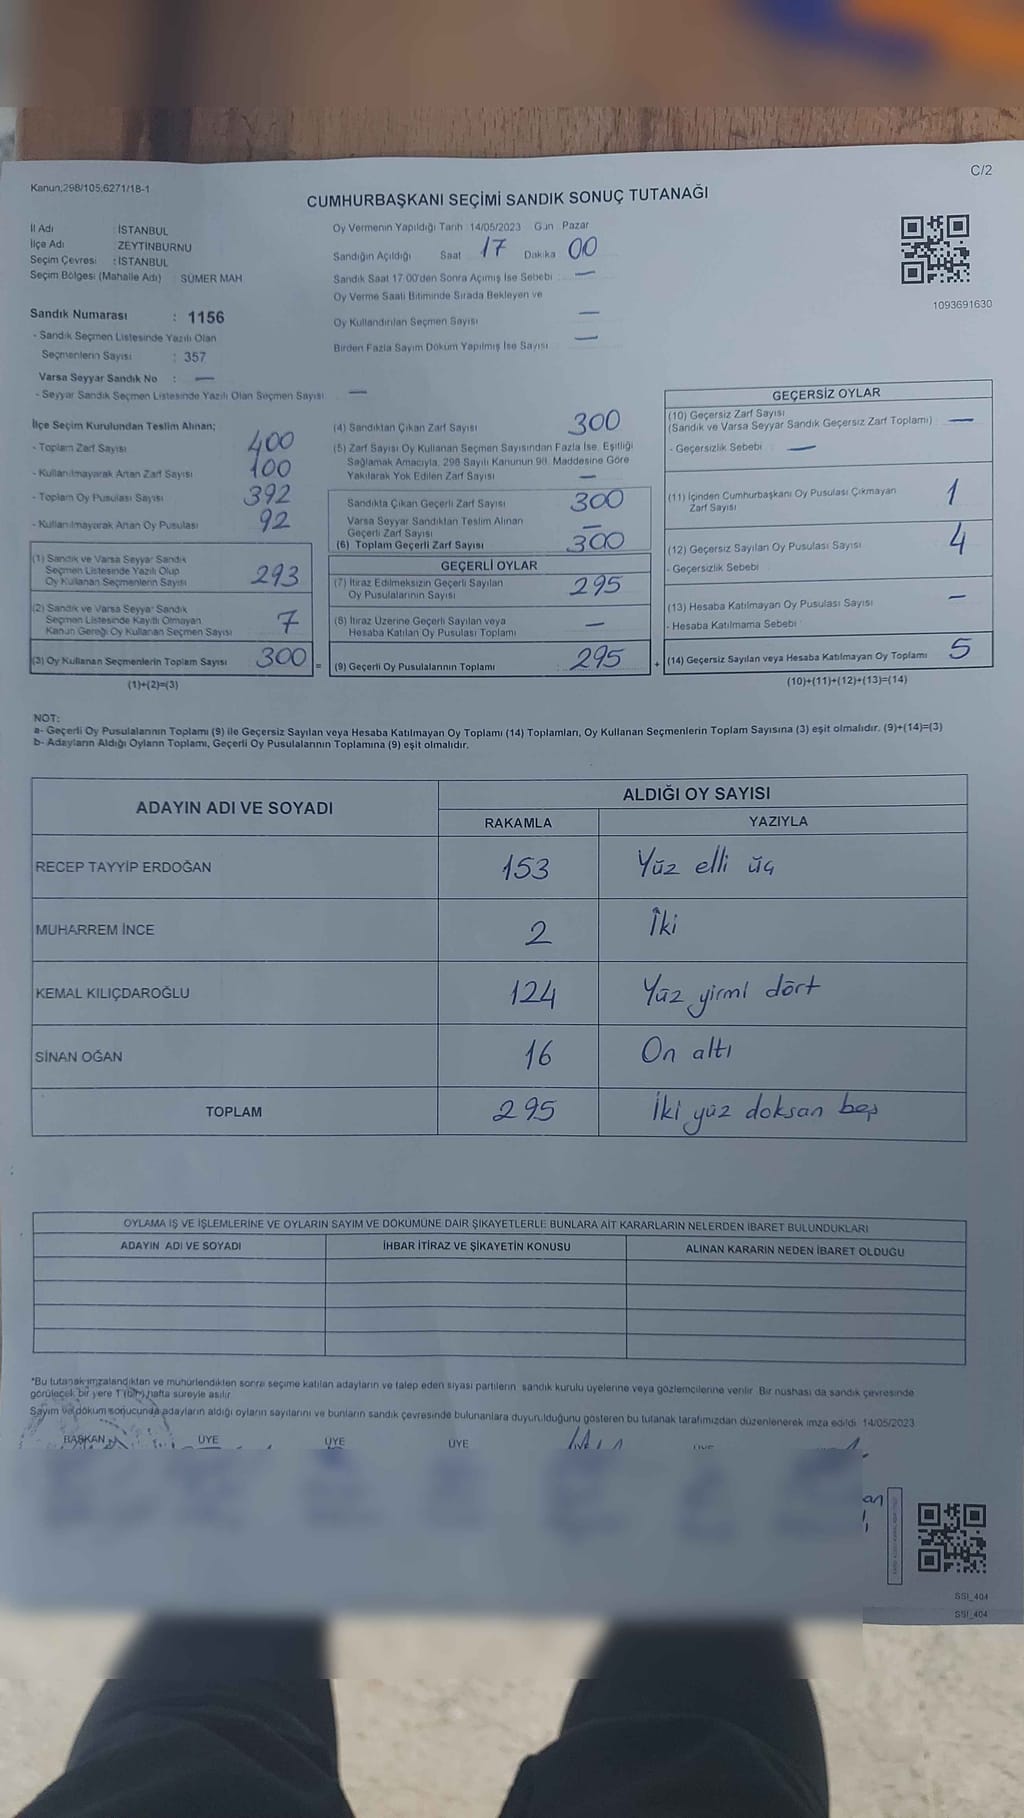 C/2
Kanun;298/105;6271/18-1
CUMHURBAŞKANI SEÇİMİ SANDIK SONUÇ TUTANAĞI
İl Adı : İSTANBUL
İlçe Adı : ZEYTİNBURNU
Seçim Çevresi : İSTANBUL
Seçim Bölgesi (Mahalle Adı) SÜMER MAH.
Sandık Numarası : 1156
- Sandık Seçmen Listesinde Yazılı Olan
Seçmenlerin Sayısı : 357
Varsa Seyyar Sandık No : —
- Seyyar Sandık Seçmen Listesinde Yazılı Olan Seçmen Sayısı —
Oy Vermenin Yapıldığı Tarih 14/05/2023 Gün Pazar
Sandığın Açıldığı Saat 17 Dakika 00
Sandık Saat 17:00'den Sonra Açılmış İse Sebebi —
Oy Verme Saati Bitiminde Sırada Bekleyen ve
Oy Kullandırılan Seçmen Sayısı —
Birden Fazla Sayım Döküm Yapılmış İse Sayısı —
1093691630
İlçe Seçim Kurulundan Teslim Alınan;
- Toplam Zarf Sayısı 400
- Kullanılmayarak Artan Zarf Sayısı 100
- Toplam Oy Pusulası Sayısı 392
- Kullanılmayarak Artan Oy Pusulası 92
(1) Sandık ve Varsa Seyyar Sandık
Seçmen Listesinde Yazılı Olup
Oy Kullanan Seçmenlerin Sayısı 293
(2) Sandık ve Varsa Seyyar Sandık
Seçmen Listesinde Kayıtlı Olmayan
Kanun Gereği Oy Kullanan Seçmen Sayısı 7
(3) Oy Kullanan Seçmenlerin Toplam Sayısı 300 =
(1)+(2)=(3)
(4) Sandıktan Çıkan Zarf Sayısı 300
(5) Zarf Sayısı Oy Kullanan Seçmen Sayısından Fazla İse, Eşitliği
Sağlamak Amacıyla, 298 Sayılı Kanunun 98. Maddesine Göre
Yakılarak Yok Edilen Zarf Sayısı —
Sandıkta Çıkan Geçerli Zarf Sayısı 300
Varsa Seyyar Sandıktan Teslim Alınan
Geçerli Zarf Sayısı —
(6) Toplam Geçerli Zarf Sayısı 300
GEÇERLİ OYLAR
(7) İtiraz Edilmeksizin Geçerli Sayılan
Oy Pusulalarının Sayısı 295
(8) İtiraz Üzerine Geçerli Sayılan veya
Hesaba Katılan Oy Pusulası Toplamı —
(9) Geçerli Oy Pusulalarının Toplamı : 295 +
GEÇERSİZ OYLAR
(10) Geçersiz Zarf Sayısı
(Sandık ve Varsa Seyyar Sandık Geçersiz Zarf Toplamı) —
- Geçersizlik Sebebi —
(11) İçinden Cumhurbaşkanı Oy Pusulası Çıkmayan
Zarf Sayısı 1
(12) Geçersiz Sayılan Oy Pusulası Sayısı 4
- Geçersizlik Sebebi
(13) Hesaba Katılmayan Oy Pusulası Sayısı —
- Hesaba Katılmama Sebebi
(14) Geçersiz Sayılan veya Hesaba Katılmayan Oy Toplamı 5
(10)+(11)+(12)+(13)=(14)
NOT:
a- Geçerli Oy Pusulalarının Toplamı (9) ile Geçersiz Sayılan veya Hesaba Katılmayan Oy Toplamı (14) Toplamları, Oy Kullanan Seçmenlerin Toplam Sayısına (3) eşit olmalıdır. (9)+(14)=(3)
b- Adayların Aldığı Oyların Toplamı, Geçerli Oy Pusulalarının Toplamına (9) eşit olmalıdır.
ADAYIN ADI VE SOYADI ALDIĞI OY SAYISI
RAKAMLA YAZIYLA
RECEP TAYYİP ERDOĞAN 153 Yüz elli üç
MUHARREM İNCE 2 İki
KEMAL KILIÇDAROĞLU 124 Yüz yirmi dört
SİNAN OĞAN 16 On altı
TOPLAM 295 İki yüz doksan beş
OYLAMA İŞ VE İŞLEMLERİNE VE OYLARIN SAYIM VE DÖKÜMÜNE DAİR ŞİKAYETLERLE BUNLARA AİT KARARLARIN NELERDEN İBARET BULUNDUKLARI
ADAYIN ADI VE SOYADI İHBAR İTİRAZ VE ŞİKAYETİN KONUSU ALINAN KARARIN NEDEN İBARET OLDUĞU
*Bu tutanak imzalandıktan ve mühürlendikten sonra seçime katılan adayların ve talep eden siyasi partilerin sandık kurulu üyelerine veya gözlemcilerine verilir. Bir nüshası da sandık çevresinde
görülecek bir yere 1 (bir) hafta süreyle asılır.
Sayım ve döküm sonucunda adayların aldığı oyların sayılarını ve bunların sandık çevresinde bulunanlara duyurulduğunu gösteren bu tutanak tarafımızdan düzenlenerek imza edildi. 14/05/2023
BAŞKAN ÜYE ÜYE ÜYE
SSI_404
SSI_404